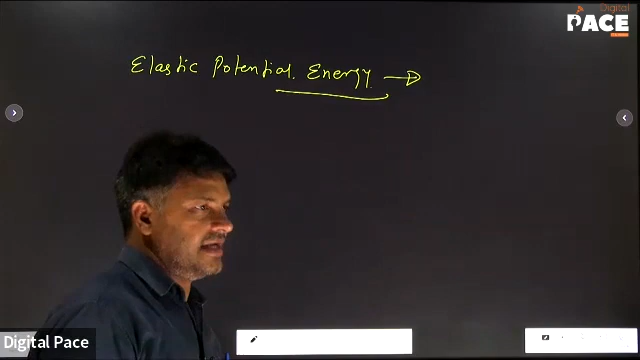 Digital
PACE
Elastic Potential Energy
Digital Pace